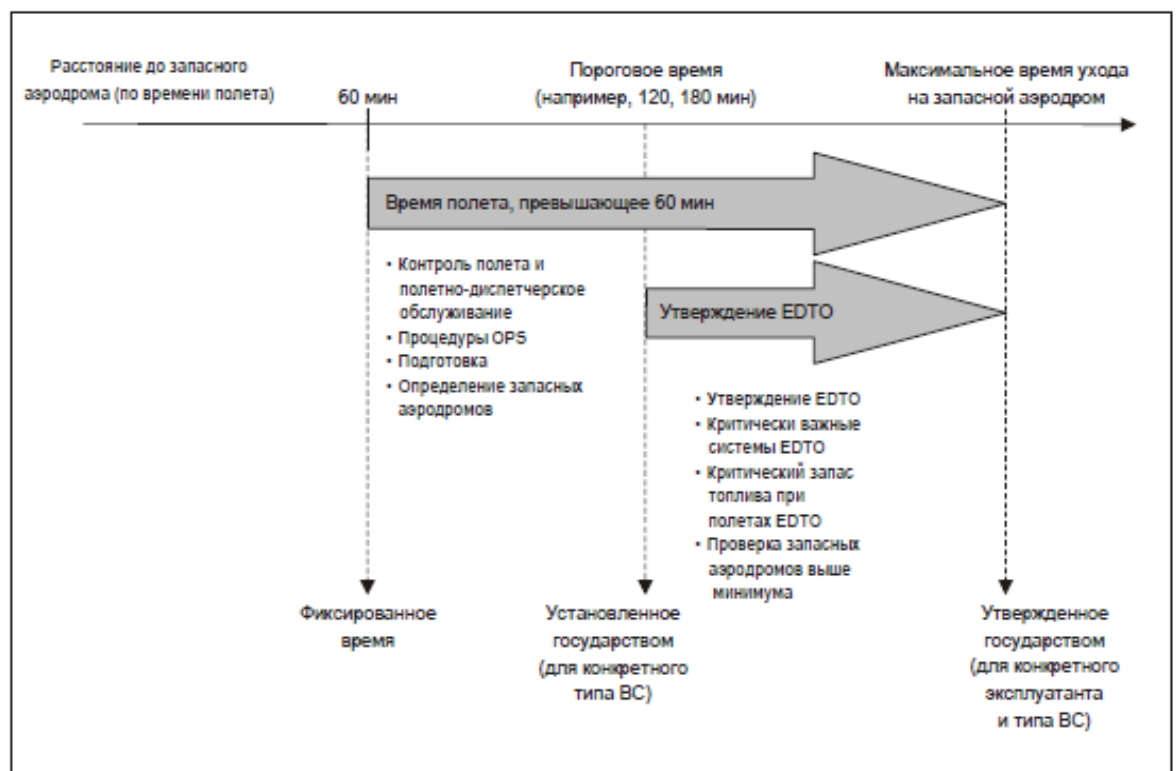 Расстояние до запасного
аэродрома (по времени полета)
60 мин
Пороговое время
(например, 120, 180 мин)
Максимальное время ухода
на запасной аэродром
Время полета, превышающее 60 мин
• Контроль полета и
полетно-диспетчерское
обслуживание
• Процедуры OPS
• Подготовка
• Определение запасных
аэродромов
Утверждение EDTO
• Утверждение EDTO
• Критически важные
системы EDTO
• Критический запас
топлива при
полетах EDTO
• Проверка запасных
аэродромов выше
минимума
Фиксированное
время
Установленное
государством
(для конкретного
типа ВС)
Утвержденное
государством
(для конкретного
эксплуатанта
и типа ВС)